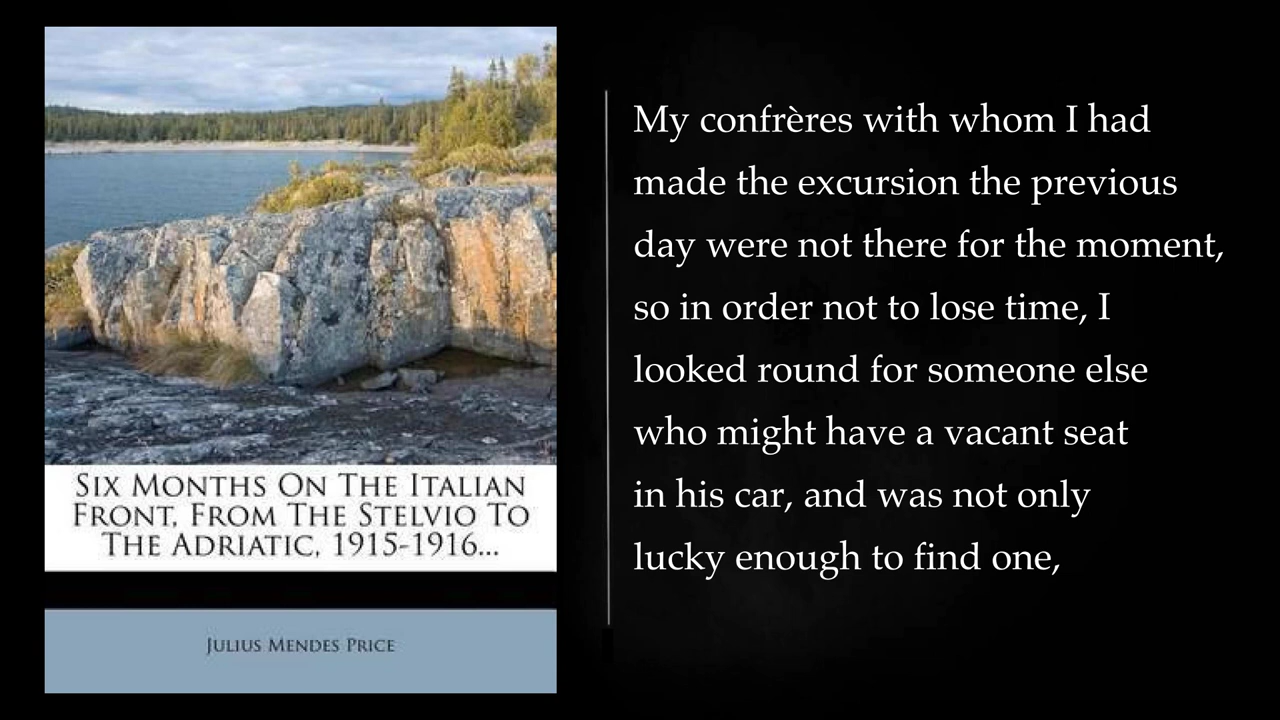 Six Months On The Italian
Front, From The Stelvio To
The Adriatic, 1915-1916...
Julius Mendes Price
My confrères with whom I had
made the excursion the previous
day were not there for the moment,
so in order not to lose time, I
looked round for someone else
who might have a vacant seat
in his car, and was not only
lucky enough to find one,